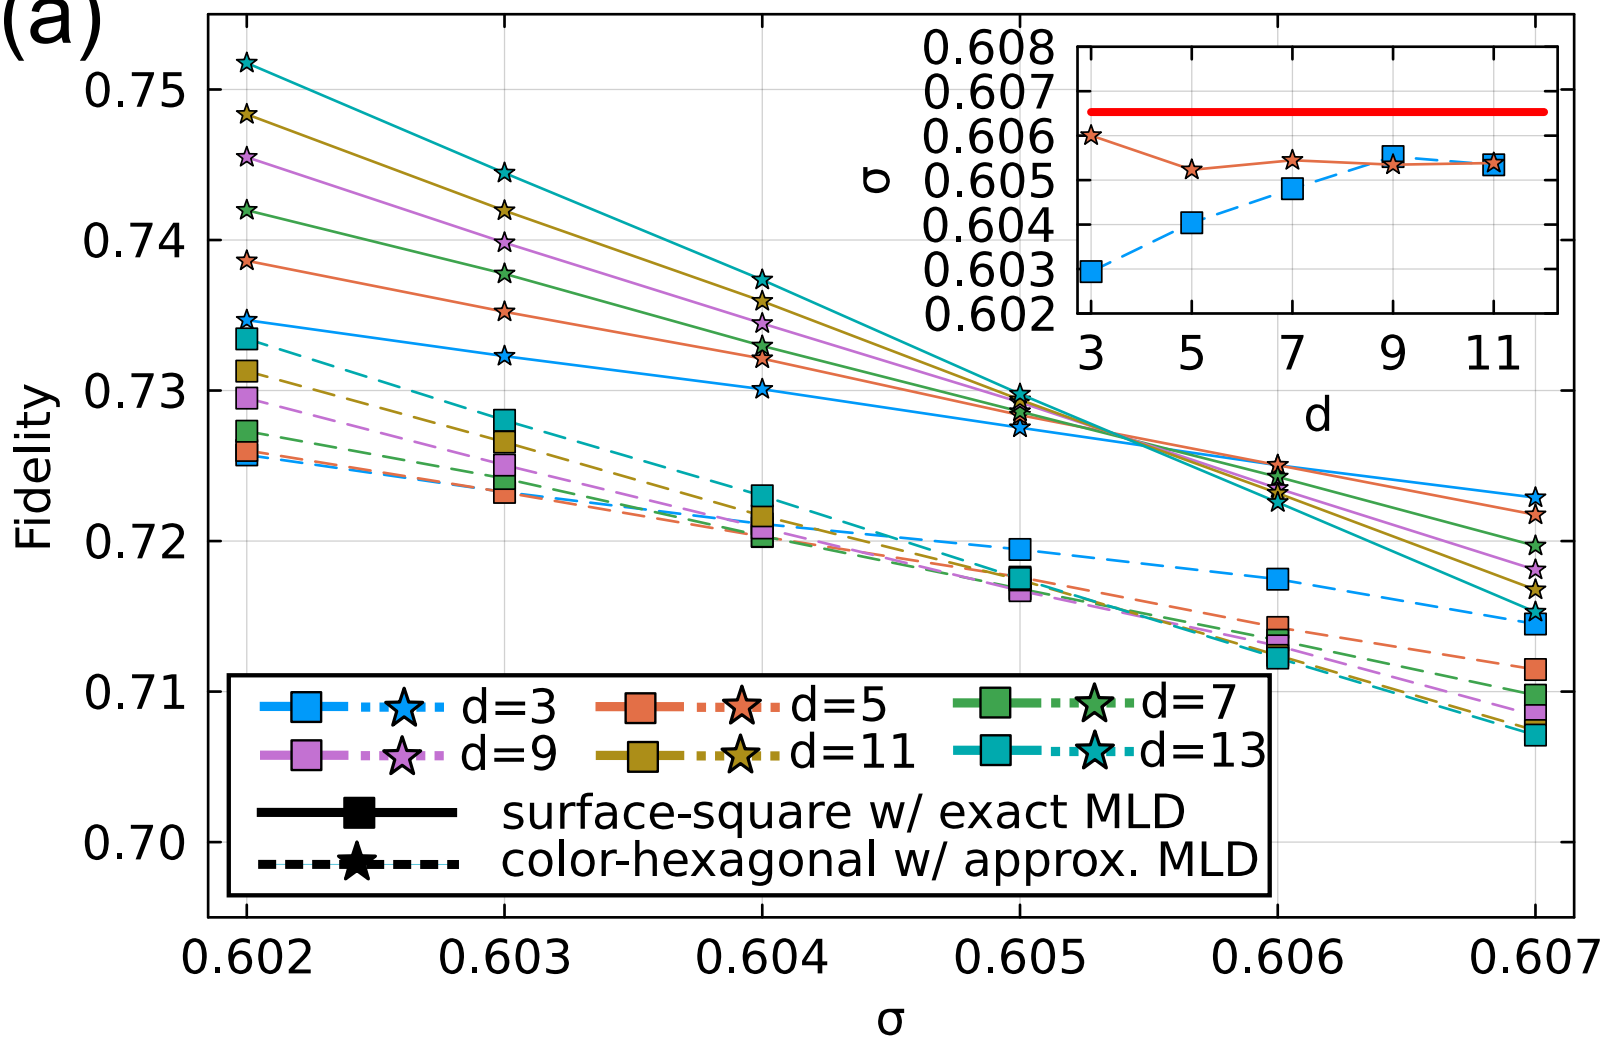 (a)
Fidelity
0.75
0.74
0.73
0.72
0.71
0.70
0.602 0.603 0.604 0.605 0.606 0.607
σ
σ
0.608
0.607
0.606
0.605
0.604
0.603
0.602
3 5 7 9 11
d
d=3 d=5 d=7
d=9 d=11 d=13
surface-square w/ exact MLD
color-hexagonal w/ approx. MLD